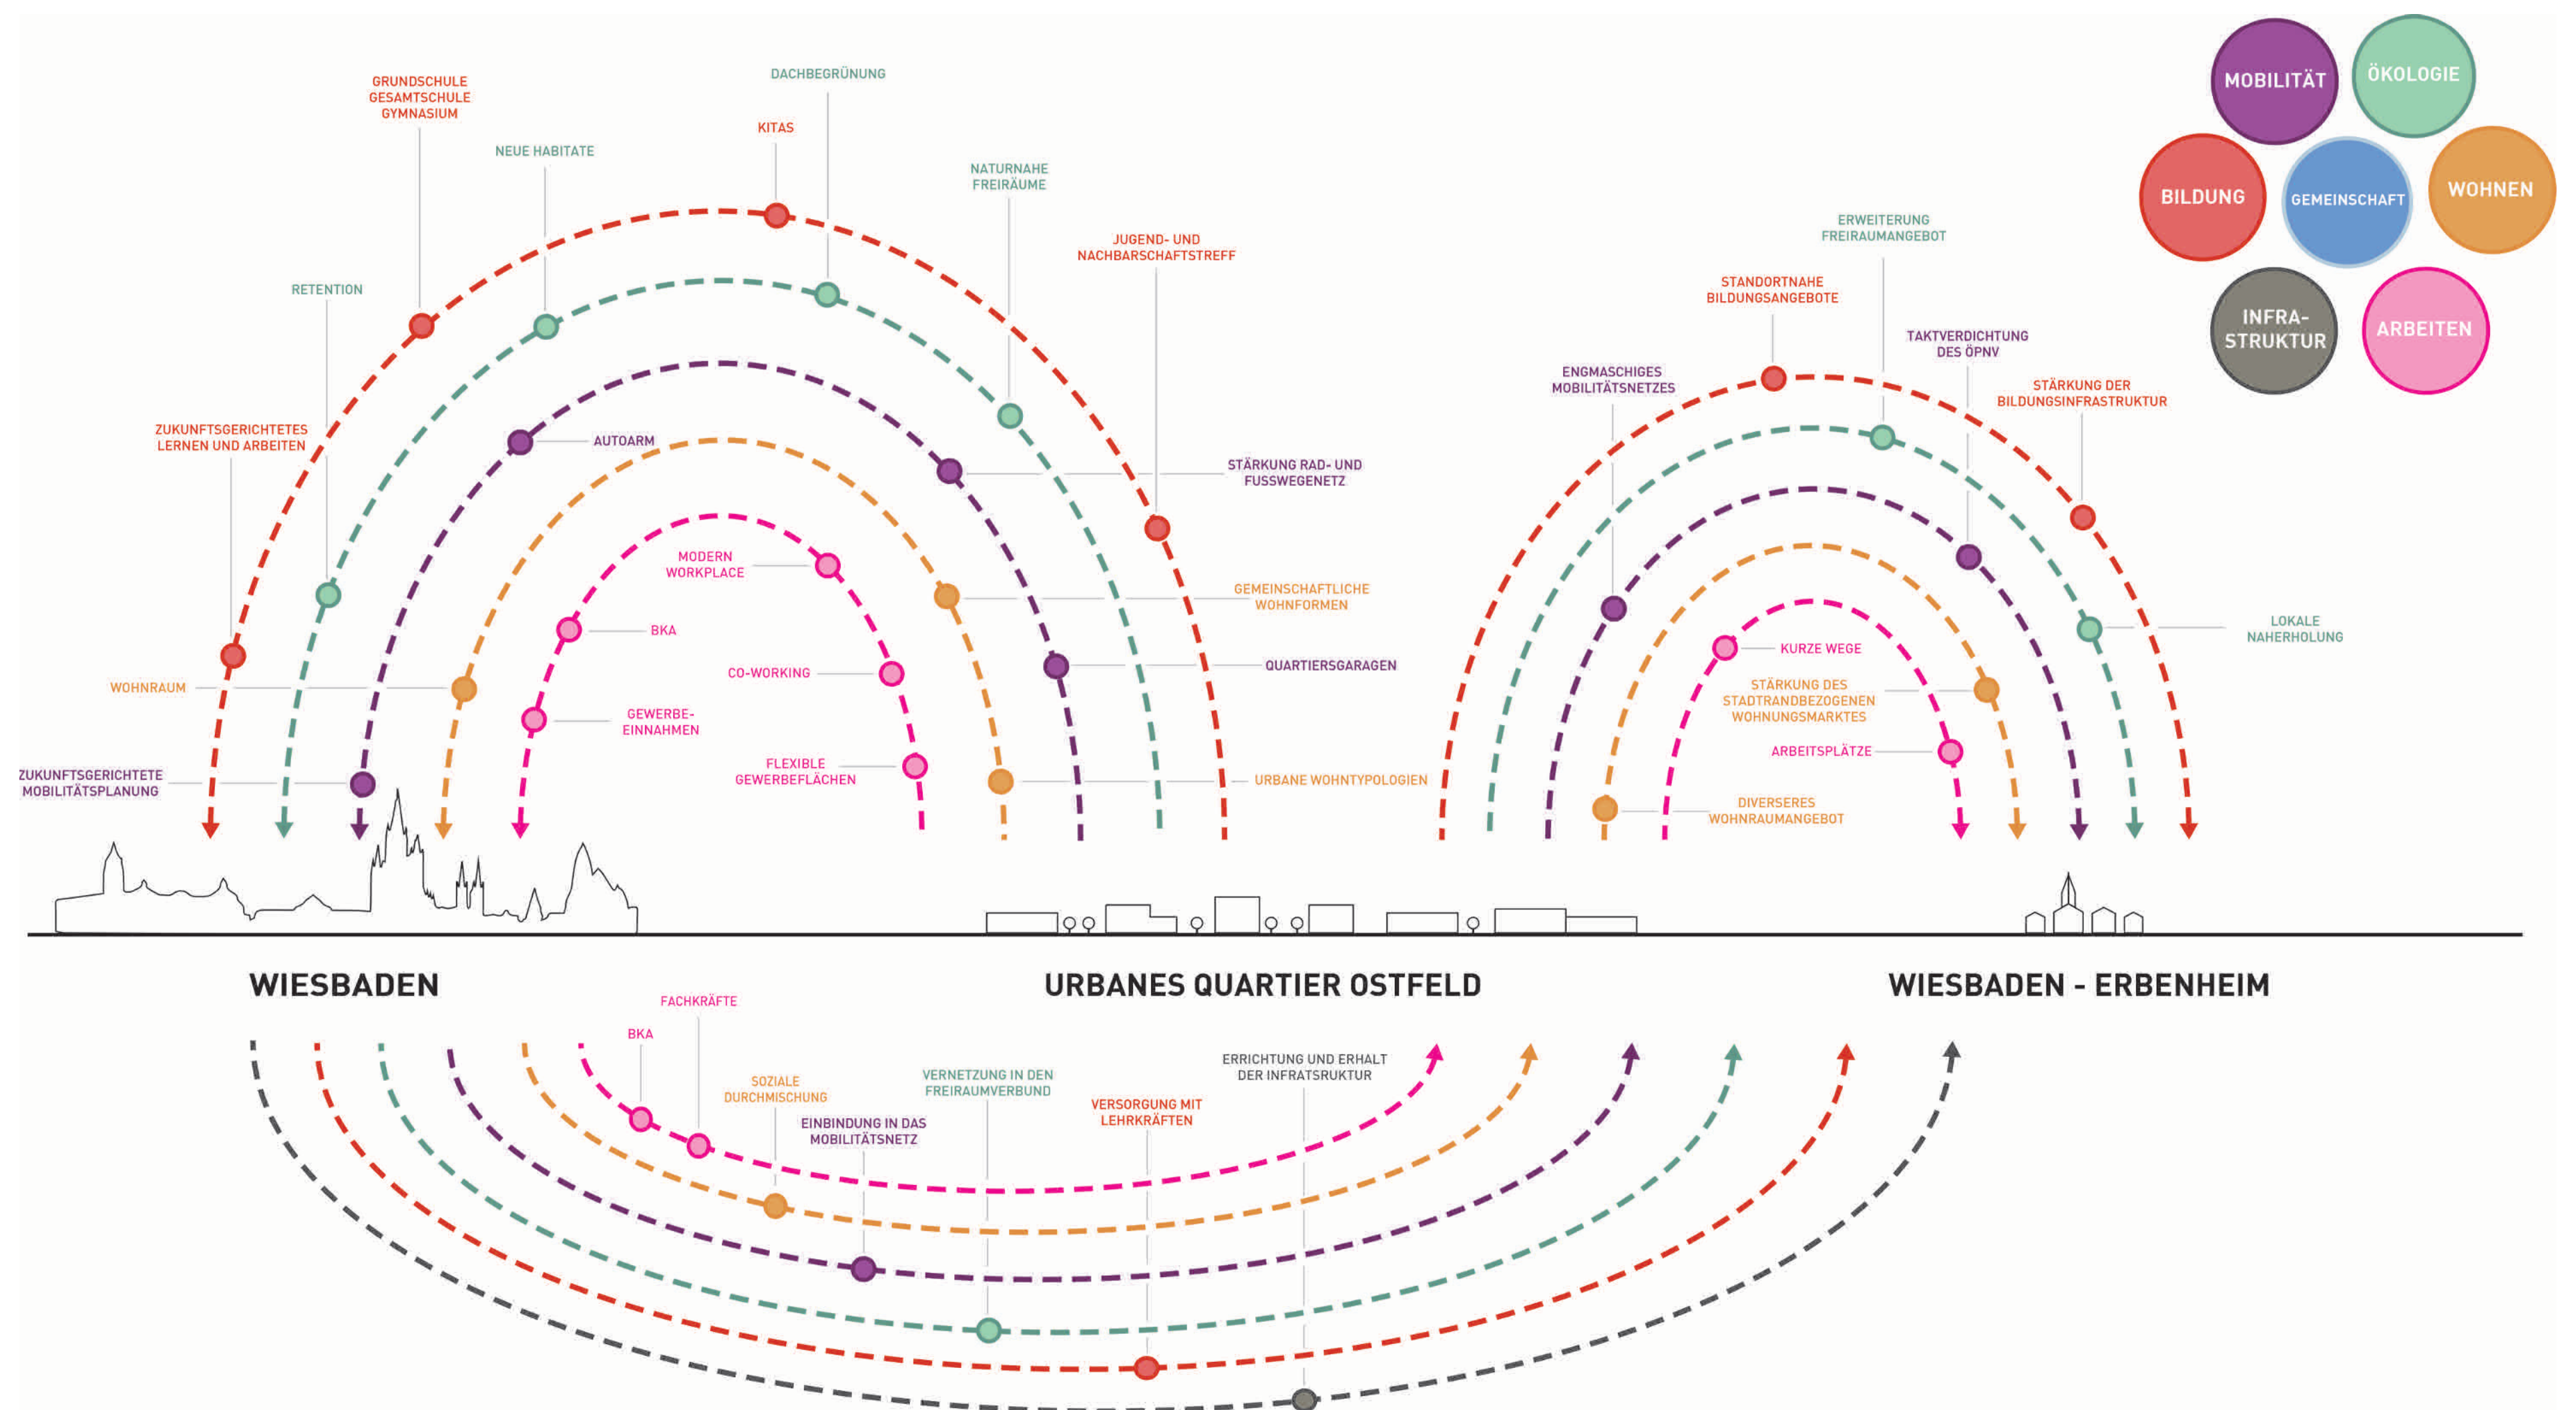 GRUNDSCHULE
GESAMTSCHULE
GYMNASIUM
NEUE HABITATE
DACHBEGRÜNUNG
KITAS
NATURNAHE
FREIRÄUME
JUGEND- UND
NACHBARSCHAFTSTREFF
RETENTION
ZUKUNFTSGERICHTETES
LERNEN UND ARBEITEN
AUTOARM
STÄRKUNG RAD- UND
FUSSWEGENETZ
MODERN
WORKPLACE
GEMEINSCHAFTLICHE
WOHNFORMEN
BKA
CO-WORKING
QUARTIERSGARAGEN
WOHNRAUM
GEWERBE-
EINNAHMEN
FLEXIBLE
GEWERBEFLÄCHEN
URBANE WOHNTYPOLOGIEN
ZUKUNFTSGERICHTETE
MOBILITÄTSPLANUNG
ERWEITERUNG
FREIRAUMANGEBOT
STANDORTNAHE
BILDUNGSANGEBOTE
TAKTVERDICHTUNG
DES ÖPNV
ENGMASCHIGES
MOBILITÄTSNETZES
STÄRKUNG DER
BILDUNGSINFRASTRUKTUR
LOKALE
NAHERHOLUNG
KURZE WEGE
STÄRKUNG DES
STADTRANDBEZOGENEN
WOHNUNGSMARKTES
ARBEITSPLÄTZE
DIVERSERES
WOHNRAUMANGEBOT
MOBILITÄT
ÖKOLOGIE
BILDUNG
GEMEINSCHAFT
WOHNEN
INFRA-
STRUKTUR
ARBEITEN
WIESBADEN
URBANES QUARTIER OSTFELD
WIESBADEN - ERBENHEIM
FACHKRÄFTE
BKA
SOZIALE
DURCHMISCHUNG
EINBINDUNG IN DAS
MOBILITÄTSNETZ
VERNETZUNG IN DEN
FREIRAUMVERBUND
VERSORGUNG MIT
LEHRKRÄFTEN
ERRICHTUNG UND ERHALT
DER INFRATSRUKTUR